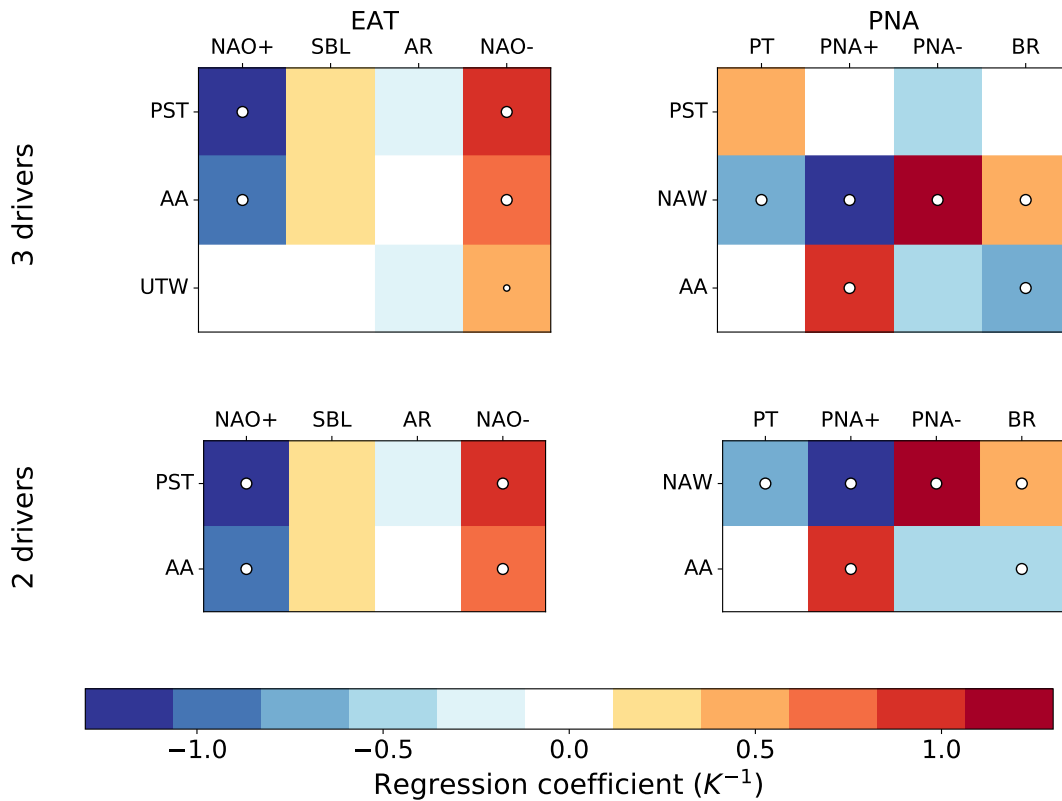 EAT
PNA
NAO+ SBL AR NAO-
PT PNA+ PNA- BR
3 drivers
PST
AA
UTW
PST
NAW
AA
NAO+ SBL AR NAO-
PT PNA+ PNA- BR
2 drivers
PST
AA
NAW
AA
−1.0 −0.5 0.0 0.5 1.0
Regression coefficient (K⁻¹)